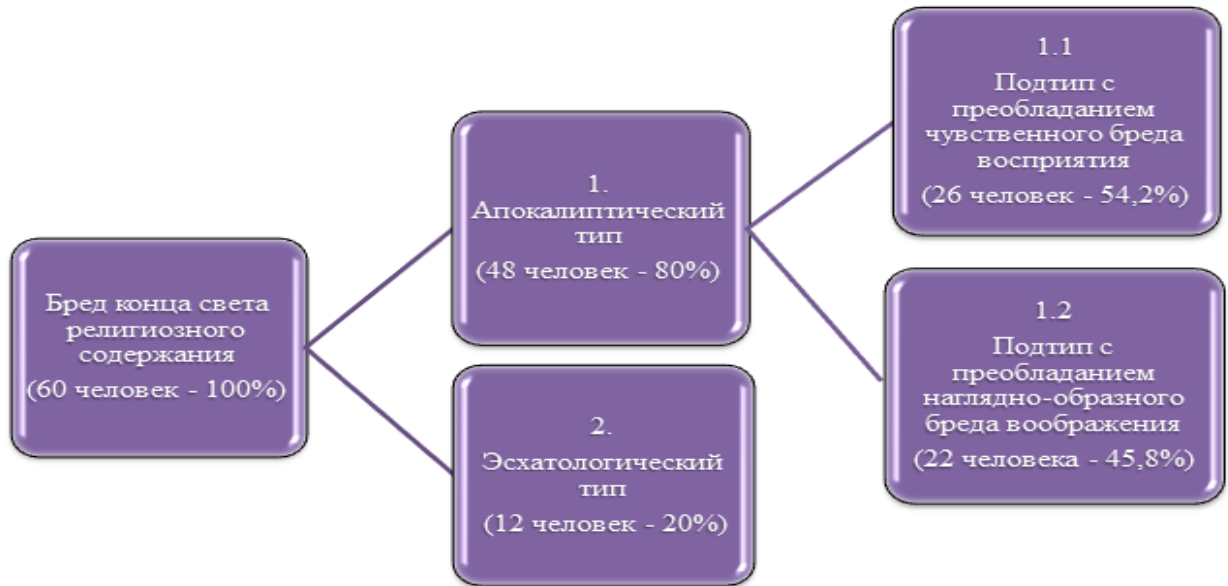 Бред конца света
религиозного
содержания
(60 человек - 100%)
1.
Апокалиптический
тип
(48 человек - 80%)
2.
Эсхатологический
тип
(12 человек - 20%)
1.1
Подтип с
преобладанием
чувственного бреда
восприятия
(26 человек - 54,2%)
1.2
Подтип с
преобладанием
наглядно-образного
бреда воображения
(22 человека - 45,8%)